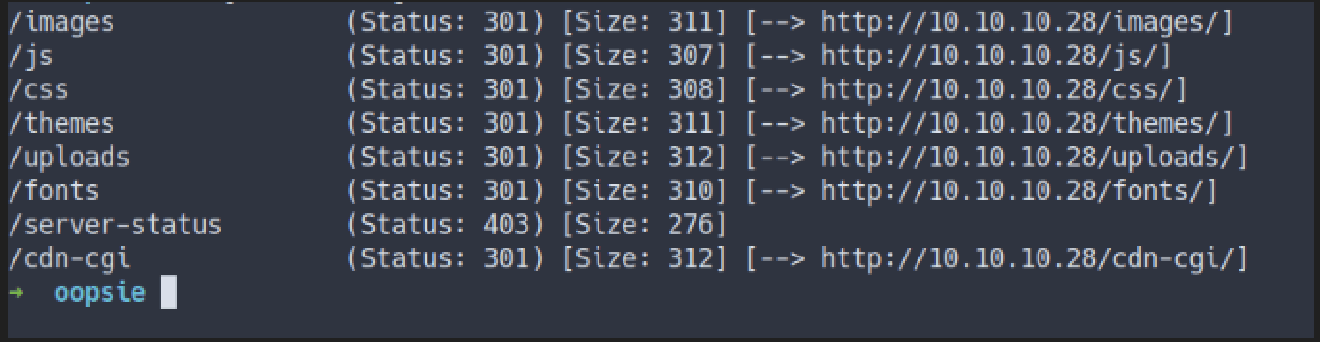 /images (Status: 301) [Size: 311] [--> http://10.10.10.28/images/]
/js (Status: 301) [Size: 307] [--> http://10.10.10.28/js/]
/css (Status: 301) [Size: 308] [--> http://10.10.10.28/css/]
/themes (Status: 301) [Size: 311] [--> http://10.10.10.28/themes/]
/uploads (Status: 301) [Size: 312] [--> http://10.10.10.28/uploads/]
/fonts (Status: 301) [Size: 310] [--> http://10.10.10.28/fonts/]
/server-status (Status: 403) [Size: 276]
/cdn-cgi (Status: 301) [Size: 312] [--> http://10.10.10.28/cdn-cgi/]
→ oopsie